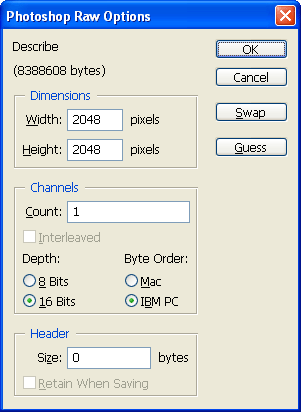 Photoshop Raw Options
Describe
(8388608 bytes)
OK
Cancel
Swap
Guess
Dimensions
Width: 2048 pixels
Height: 2048 pixels
Channels
Count: 1
Interleaved
Depth: Byte Order:
8 Bits Mac
16 Bits IBM PC
Header
Size: 0 bytes
Retain When Saving